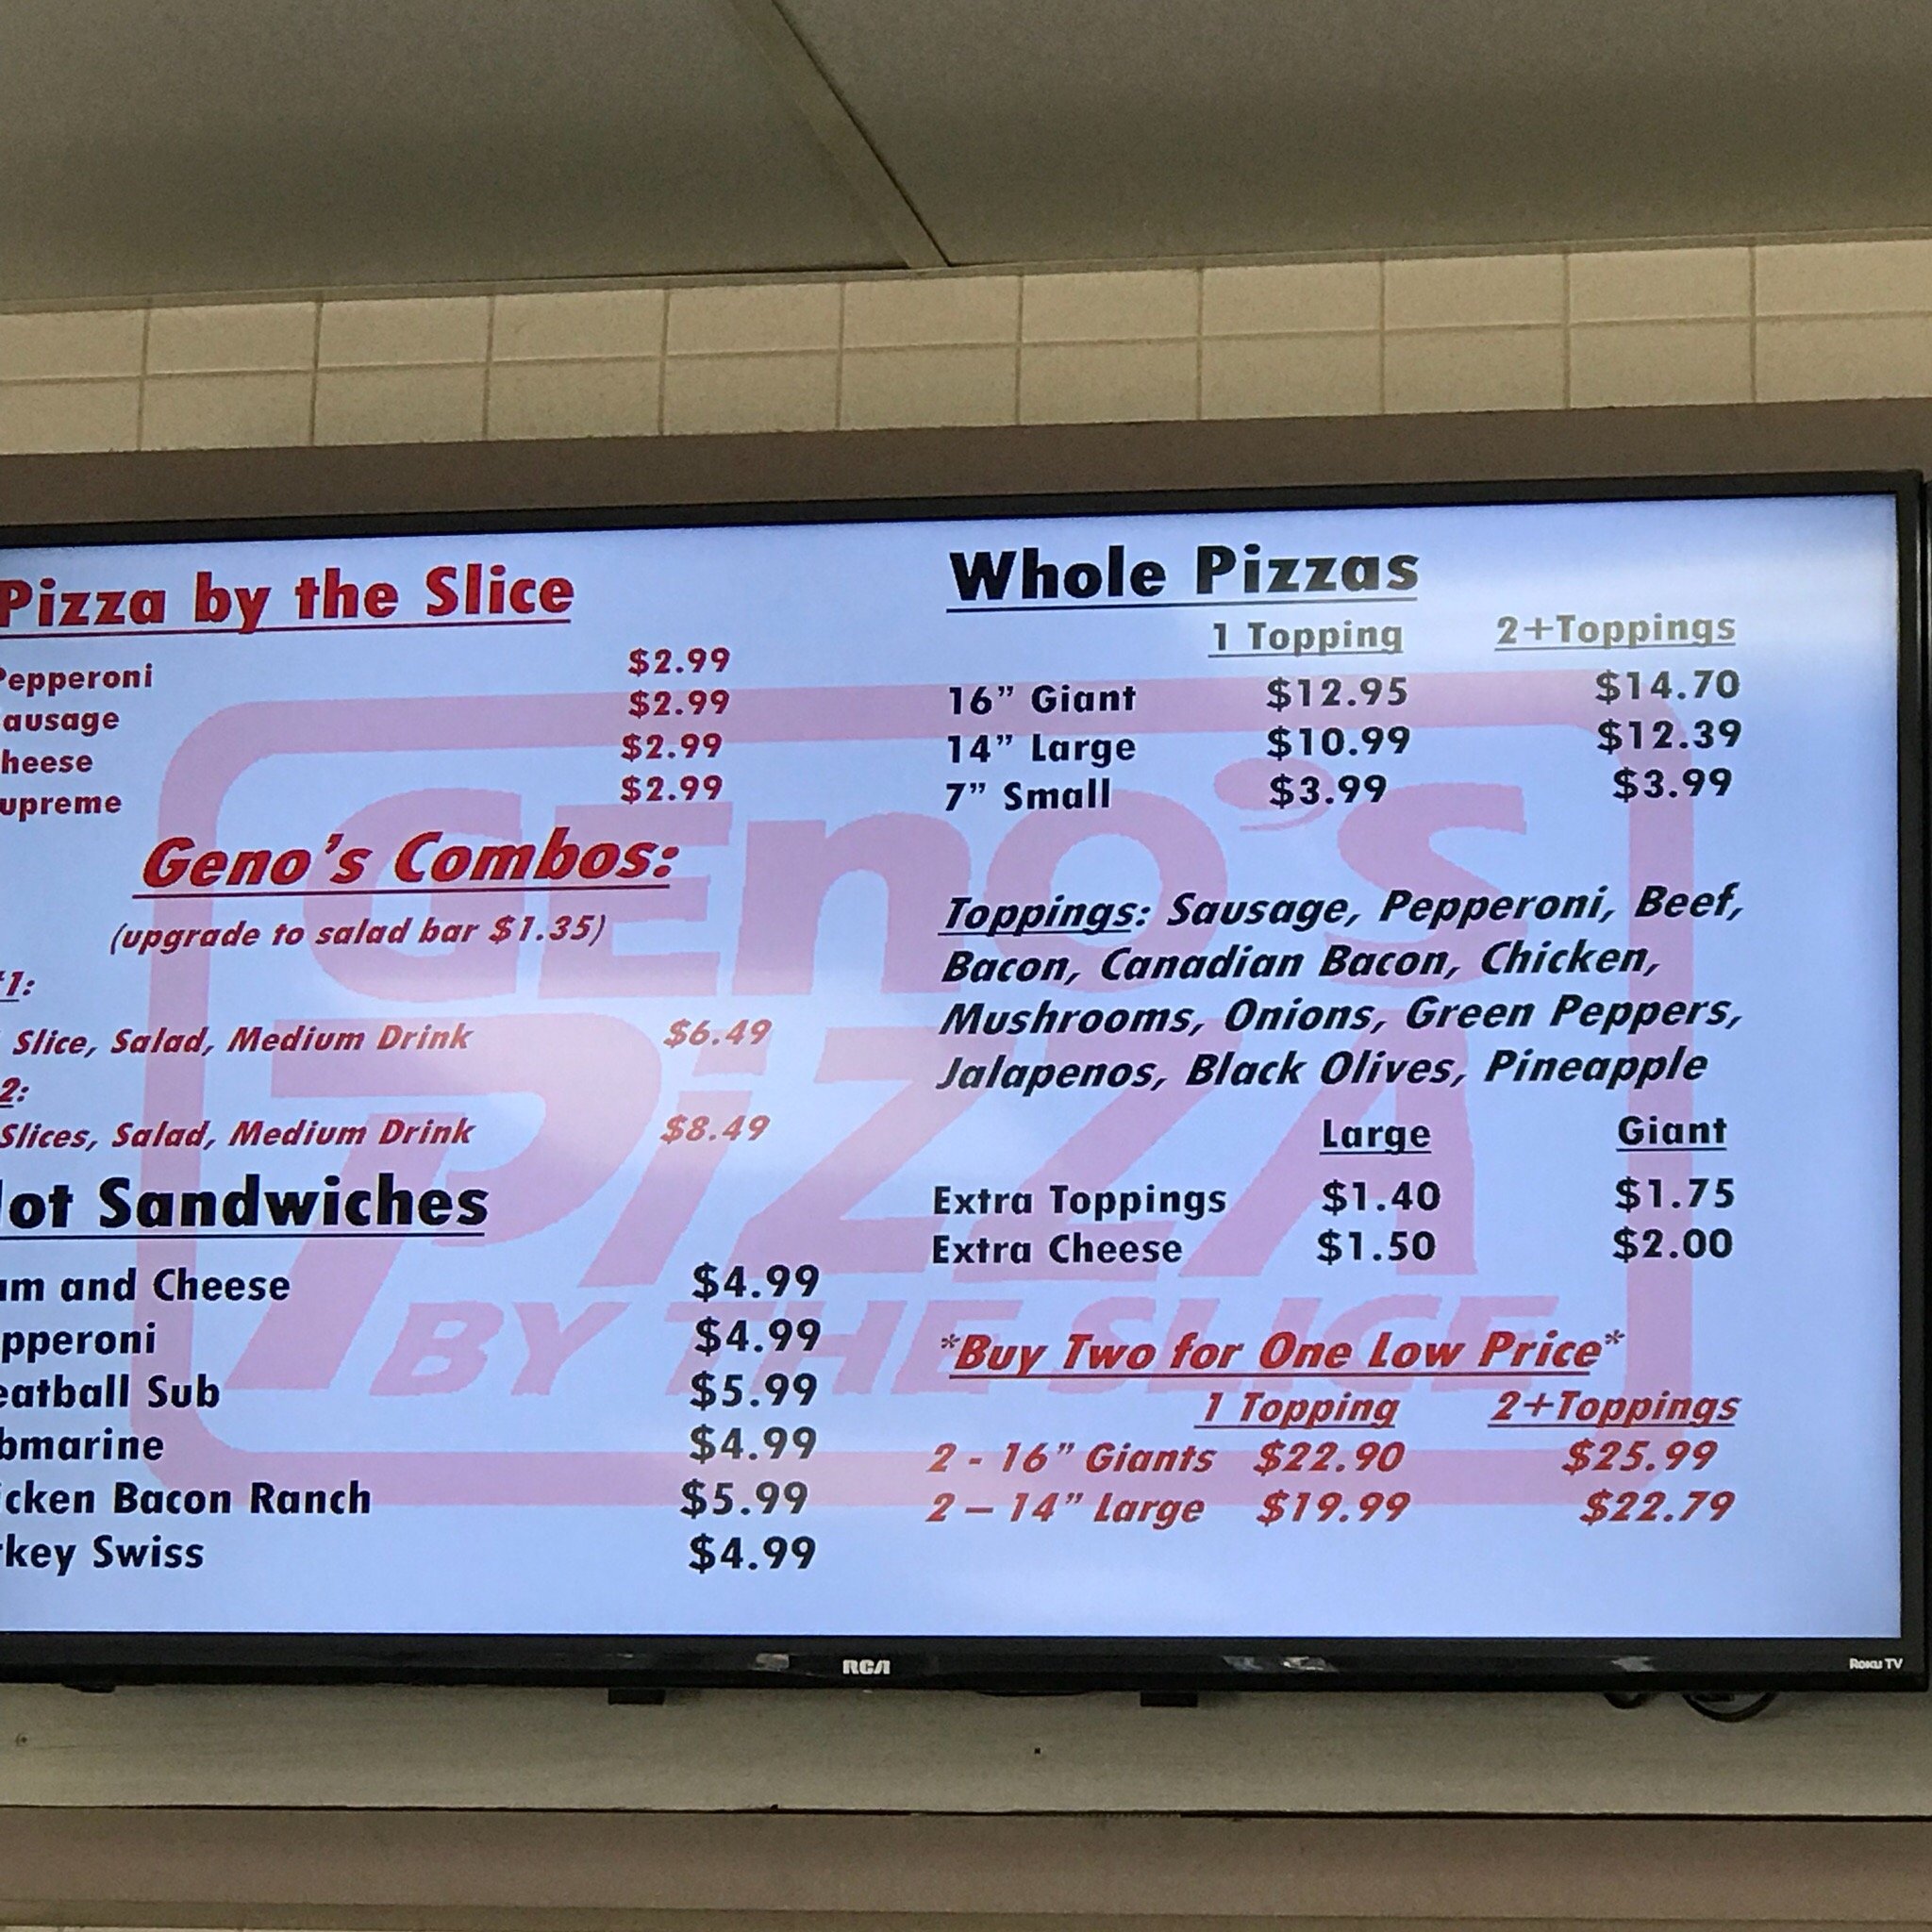 Pizza by the Slice
Pepperoni $2.99
ausage $2.99
heese $2.99
upreme $2.99
Geno's Combos:
(upgrade to salad bar $1.35)
1:
Slice, Salad, Medium Drink $6.49
2:
Slices, Salad, Medium Drink $8.49
ot Sandwiches
am and Cheese $4.99
pperoni $4.99
eatball Sub $5.99
bmarine $4.99
icken Bacon Ranch $5.99
rkey Swiss $4.99
Whole Pizzas
1 Topping 2+Toppings
16" Giant $12.95 $14.70
14" Large $10.99 $12.39
7" Small $3.99 $3.99
Toppings: Sausage, Pepperoni, Beef,
Bacon, Canadian Bacon, Chicken,
Mushrooms, Onions, Green Peppers,
Jalapenos, Black Olives, Pineapple
Large Giant
Extra Toppings $1.40 $1.75
Extra Cheese $1.50 $2.00
*Buy Two for One Low Price*
1 Topping 2+Toppings
2 - 16" Giants $22.90 $25.99
2 – 14" Large $19.99 $22.79
GENO'S
PIZZA
BY THE SLICE
RCA
Roku TV